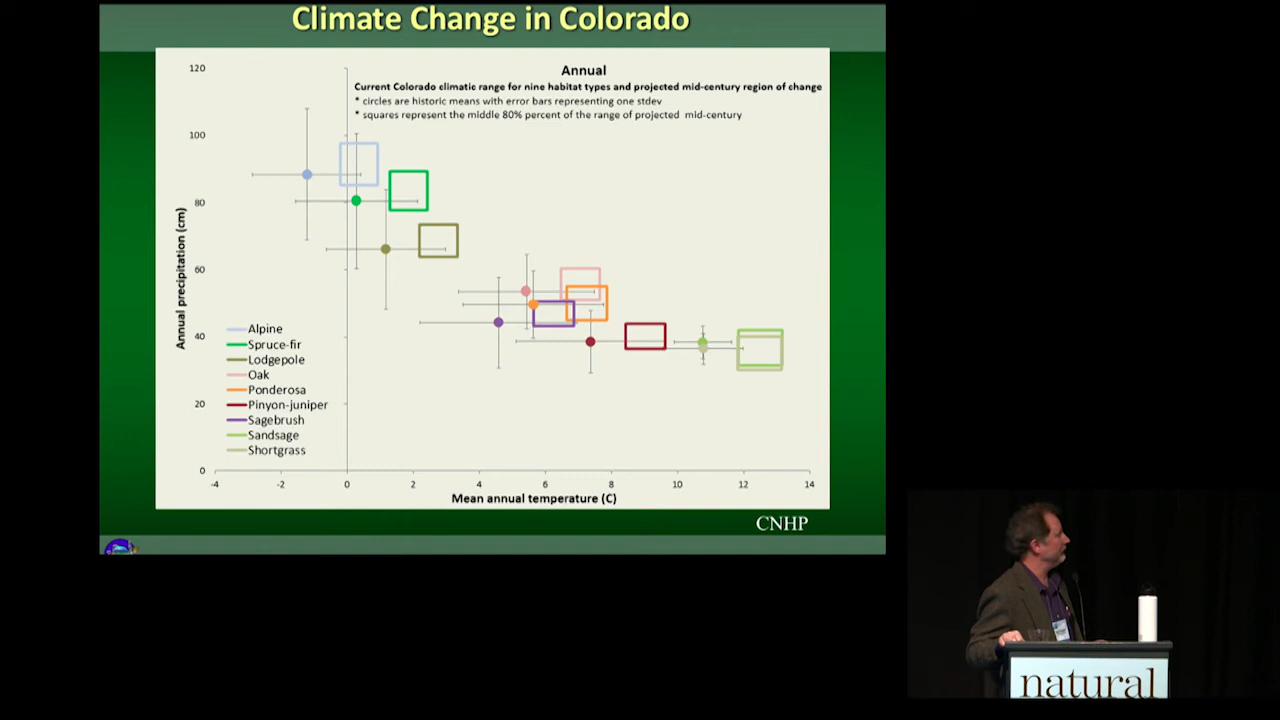 Climate Change in Colorado
Annual
Current Colorado climatic range for nine habitat types and projected mid-century region of change
* circles are historic means with error bars representing one stdev
* squares represent the middle 80% percent of the range of projected mid-century
Annual precipitation (cm)
120
100
80
60
40
20
0
Alpine
Spruce-fir
Lodgepole
Oak
Ponderosa
Pinyon-juniper
Sagebrush
Sandsage
Shortgrass
-4
-2
0
2
4
6
8
10
12
14
Mean annual temperature (C)
CNHP
natural